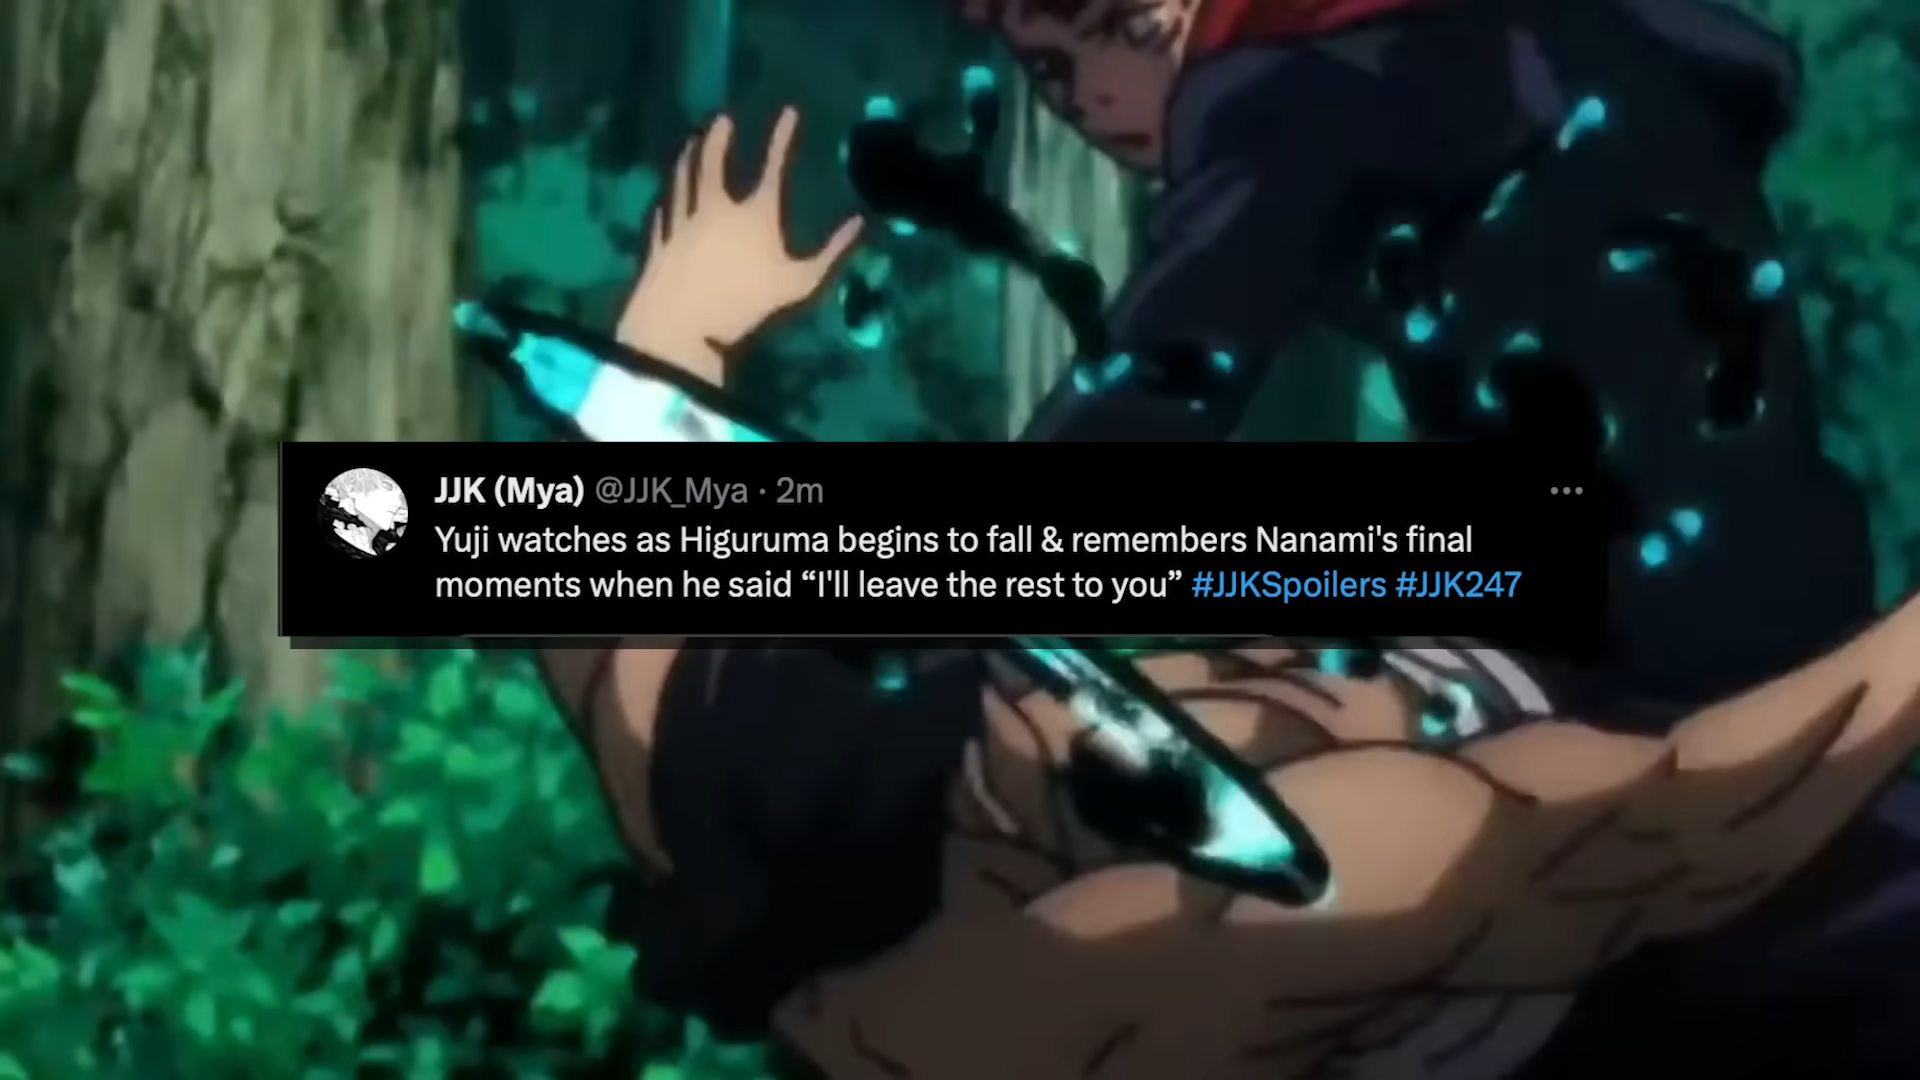 JJK (Mya) @JJK_Mya · 2m
Yuji watches as Higuruma begins to fall & remembers Nanami's final
moments when he said “I'll leave the rest to you” #JJKSpoilers #JJK247